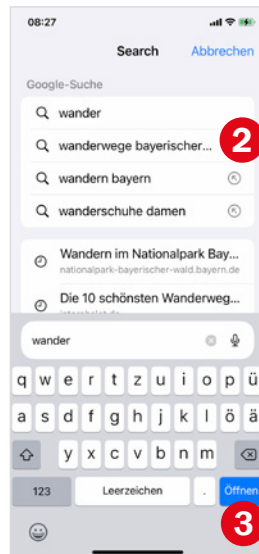 08:27
Search Abbrechen
Google-Suche
wander
wanderwege bayerischer...
2
wandern bayern
wanderschuhe damen
Wandern im Nationalpark Bay...
nationalpark-bayerischer-wald.bayern.de
Die 10 schönsten Wanderweg...
wander
q w e r t z u i o p ü
a s d f g h j k l ö ä
y x c v b n m
123 Leerzeichen . Öffnen
3